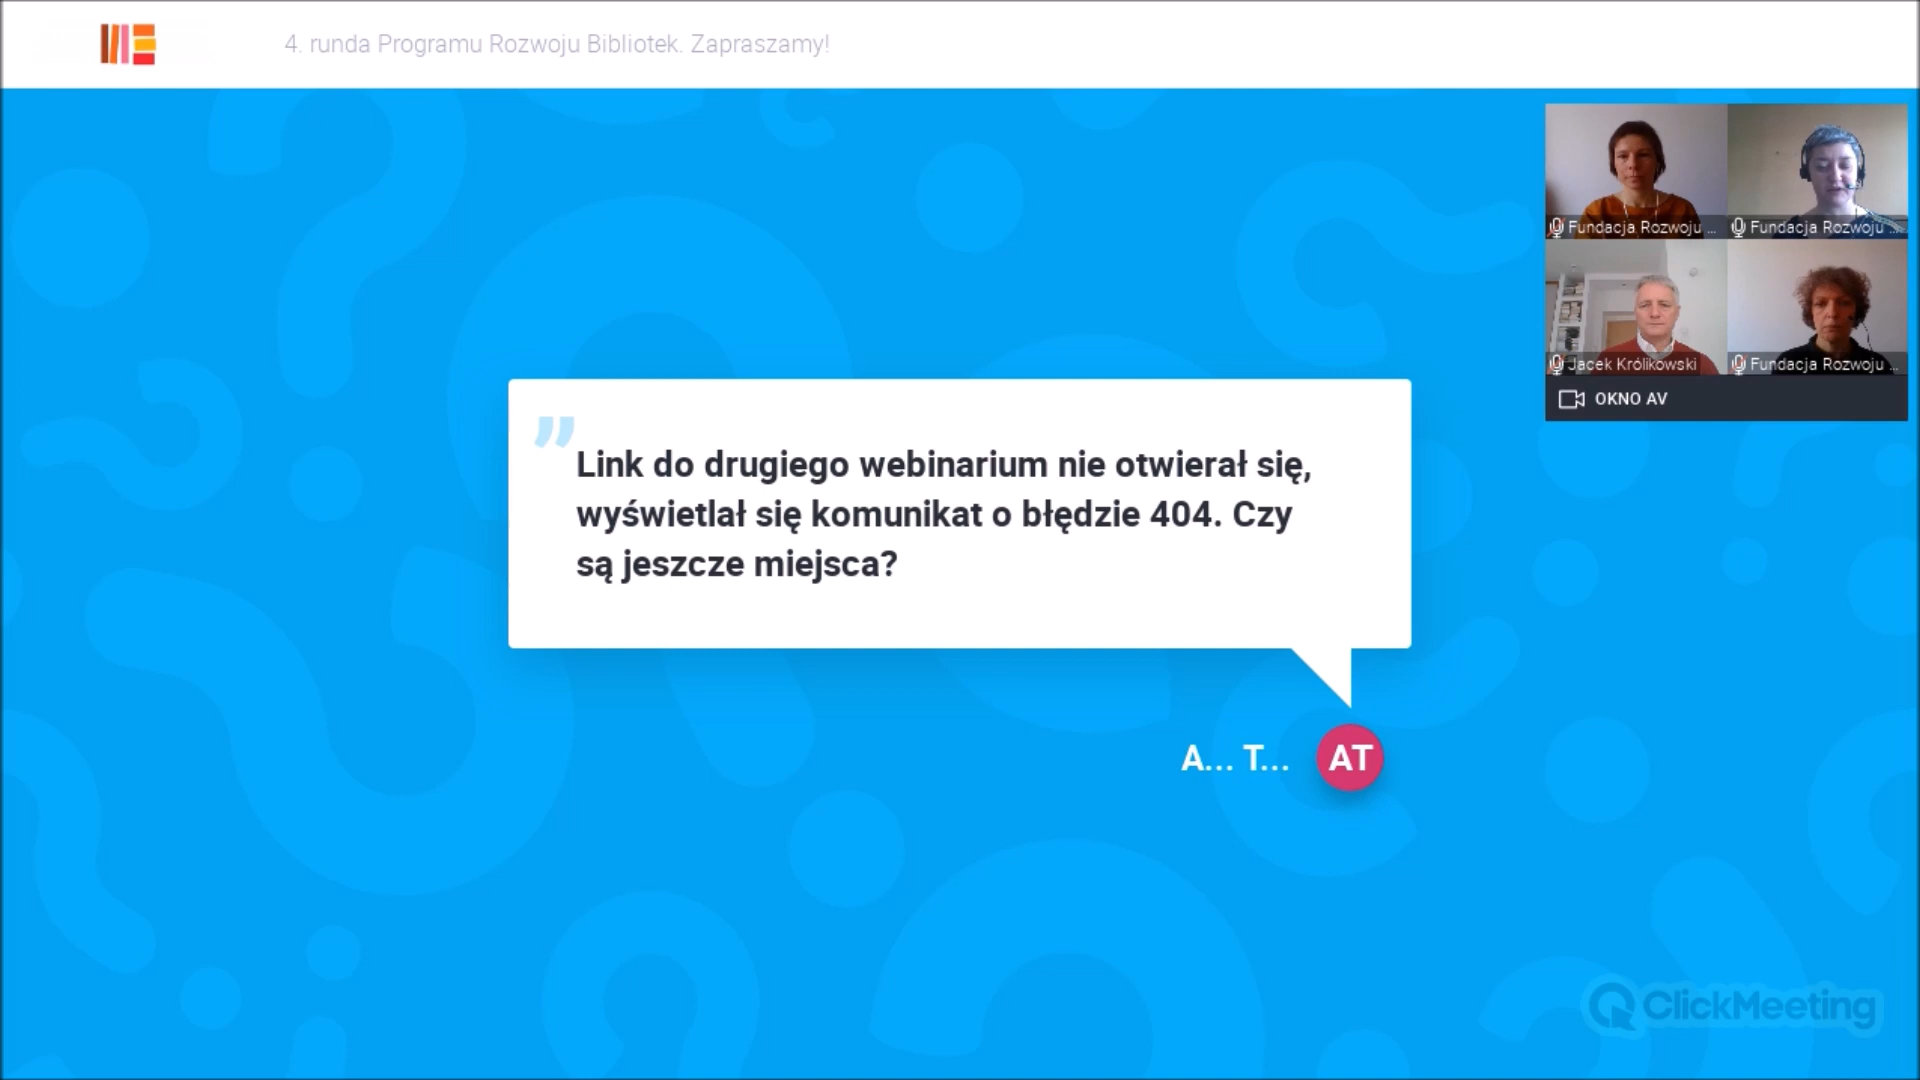 4. runda Programu Rozwoju Bibliotek. Zapraszamy!
Fundacja Rozwoju ...
Fundacja Rozwoju ...
Jacek Królikowski
Fundacja Rozwoju ...
OKNO AV
Link do drugiego webinarium nie otwierał się,
wyświetlał się komunikat o błędzie 404. Czy
są jeszcze miejsca?
A... T...
AT
ClickMeeting